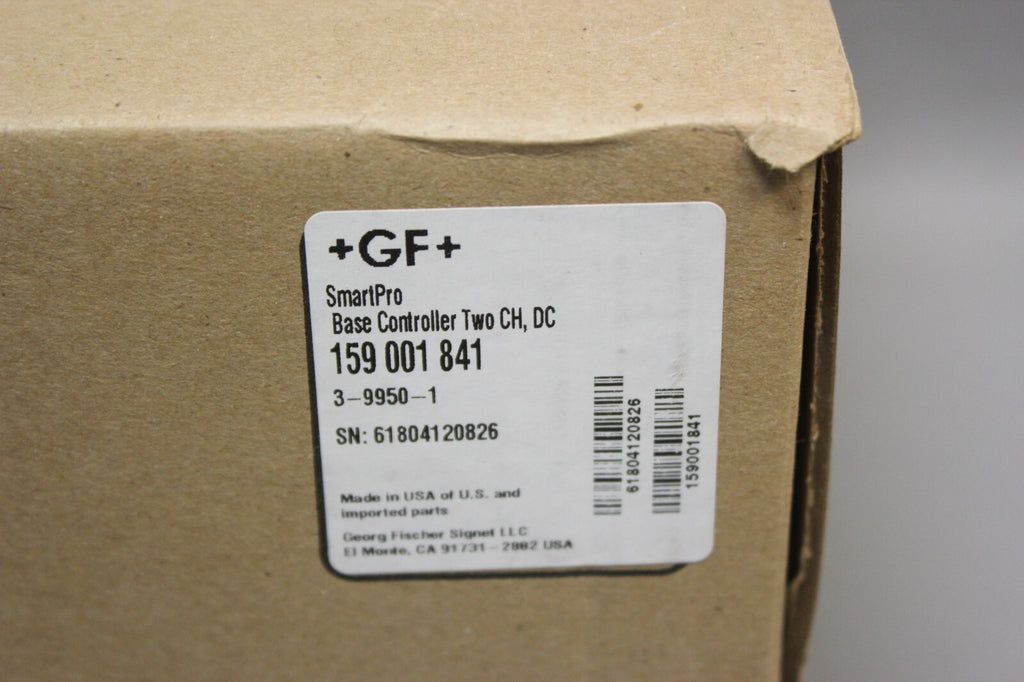 +GF+
SmartPro
Base Controller Two CH, DC
159 001 841
3-9950-1
SN: 61804120826
Made in USA of U.S. and
imported parts
Georg Fischer Signet LLC
El Monte, CA 91731-2882 USA
61804120826
159001841